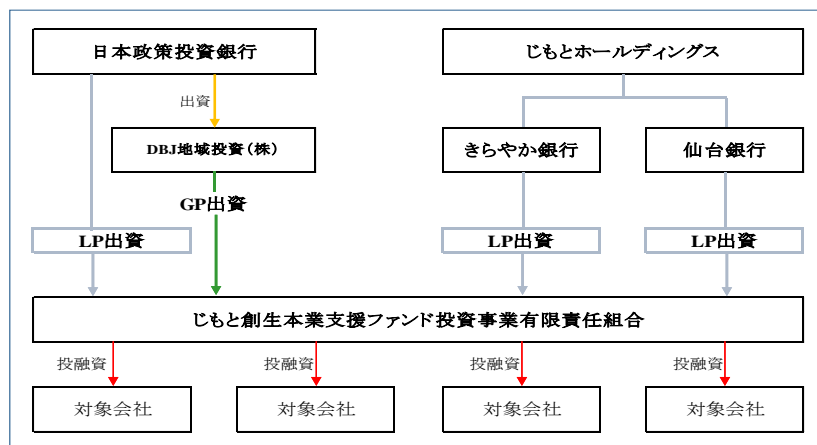 日本政策投資銀行
じもとホールディングス
出資
DBJ地域投資(株)
きらやか銀行
仙台銀行
GP出資
LP出資
LP出資
LP出資
じもと創生本業支援ファンド投資事業有限責任組合
投融資
投融資
投融資
投融資
対象会社
対象会社
対象会社
対象会社